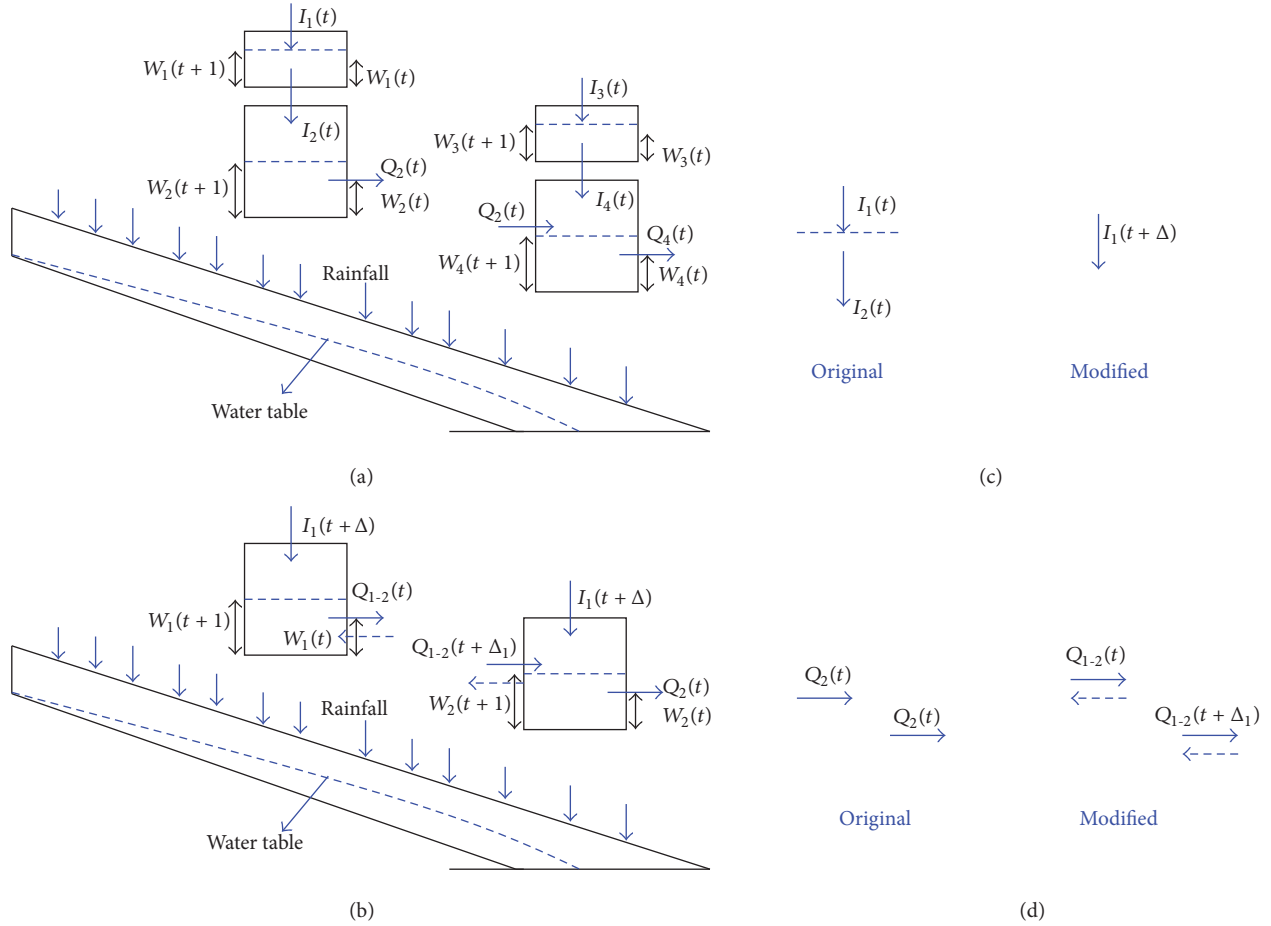 I₁(t)
W₁(t + 1)
W₁(t)
I₂(t)
W₂(t + 1)
Q₂(t)
W₂(t)
I₃(t)
W₃(t + 1)
W₃(t)
I₄(t)
Q₂(t)
Q₄(t)
W₄(t + 1)
W₄(t)
Rainfall
Water table
(a)
I₁(t)
I₂(t)
I₁(t + Δ)
Original
Modified
(c)
I₁(t + Δ)
Q₁₋₂(t)
W₁(t + 1)
W₁(t)
I₁(t + Δ)
Q₁₋₂(t + Δ₁)
W₂(t + 1)
Q₂(t)
W₂(t)
Rainfall
Water table
(b)
Q₂(t)
Q₂(t)
Q₁₋₂(t)
Q₁₋₂(t + Δ₁)
Original
Modified
(d)